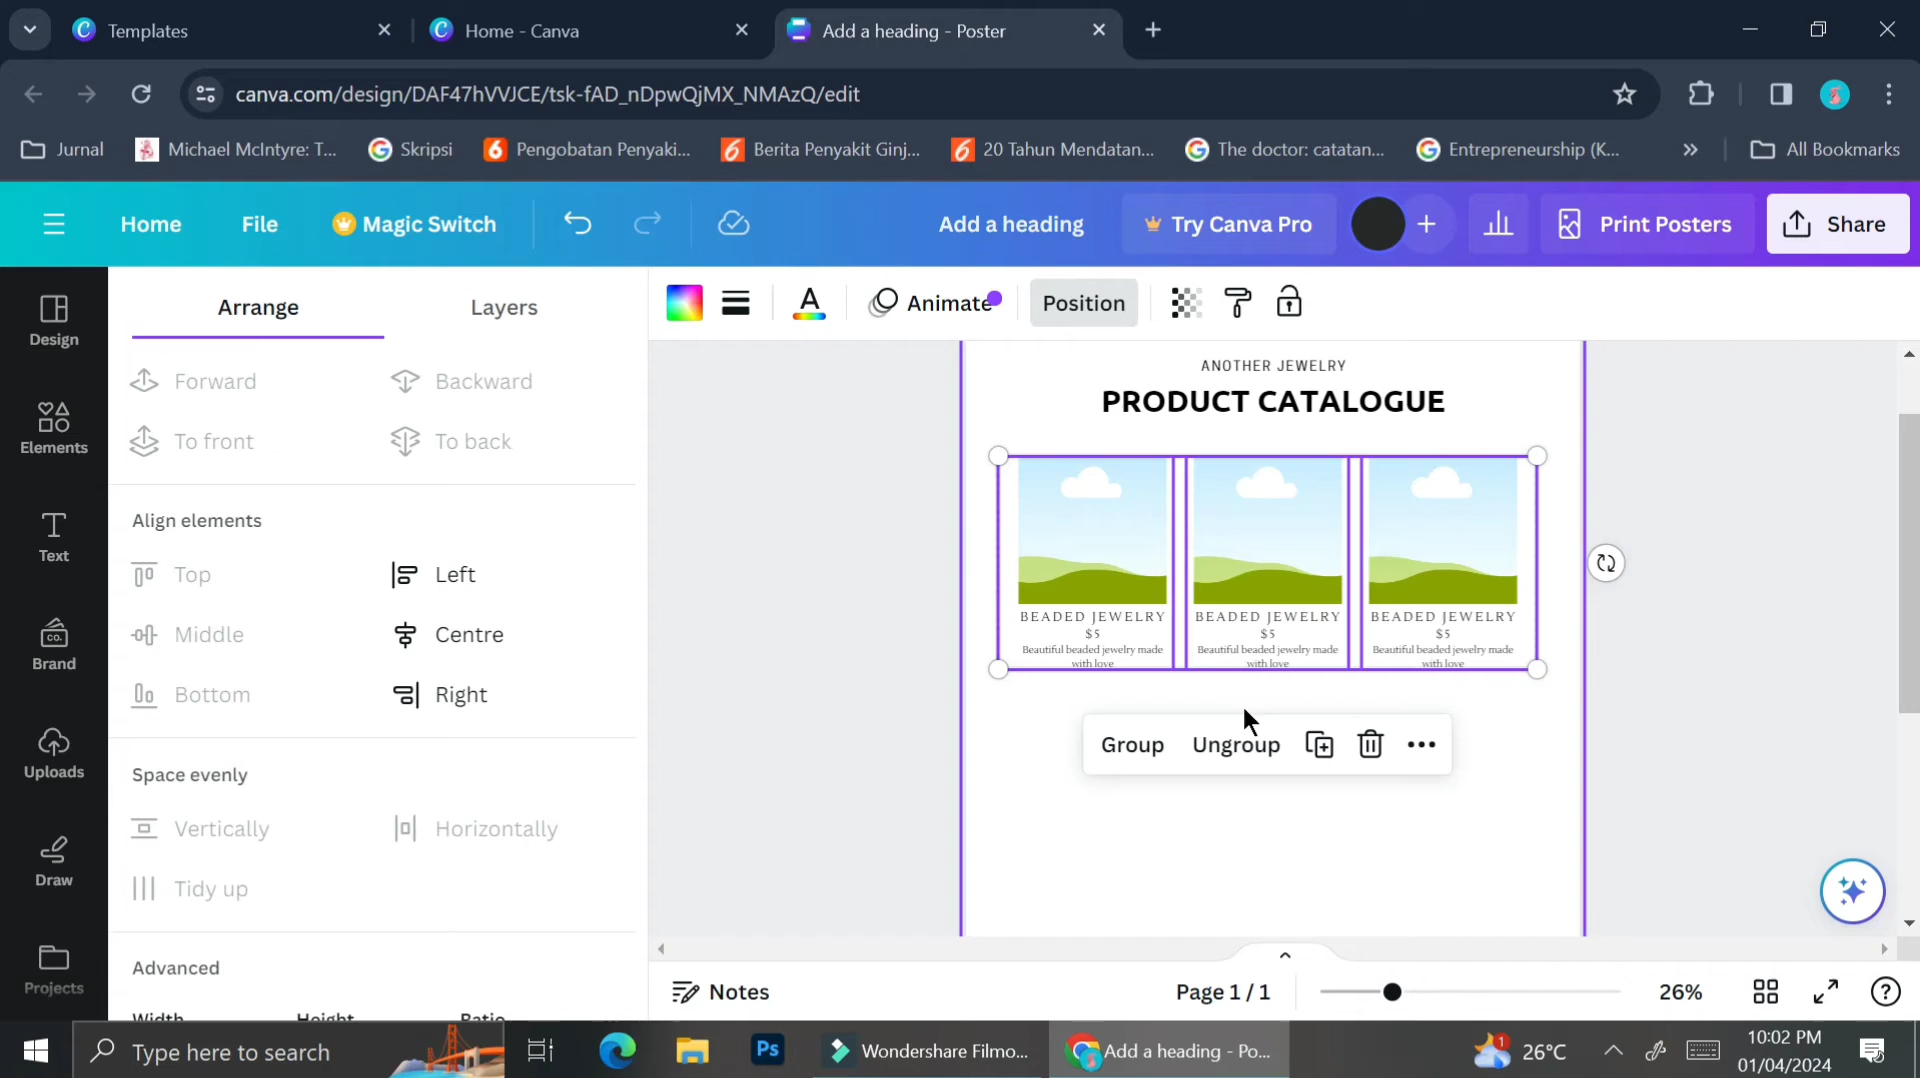 Templates
Home - Canva
Add a heading - Poster
canva.com/design/DAF47hVVJCE/tsk-fAD_nDpwQjMX_NMAzQ/edit
Jurnal
Michael McIntyre: T...
Skripsi
Pengobatan Penyaki...
Berita Penyakit Ginj...
20 Tahun Mendatan...
The doctor: catatan...
Entrepreneurship (K...
All Bookmarks
Home
File
Magic Switch
Add a heading
Try Canva Pro
Print Posters
Share
Design
Elements
Text
CO.
Brand
Uploads
Draw
Projects
Arrange
Layers
Forward
Backward
To front
To back
Align elements
Top
Left
Middle
Centre
Bottom
Right
Space evenly
Vertically
Horizontally
Tidy up
Advanced
Width
Height
Ratio
A
Animate
Position
ANOTHER JEWELRY
PRODUCT CATALOGUE
BEADED JEWELRY
$5
Beautiful beaded jewelry made
with love
BEADED JEWELRY
$5
Beautiful beaded jewelry made
with love
BEADED JEWELRY
$5
Beautiful beaded jewelry made
with love
Group
Ungroup
Notes
Page 1 / 1
26%
Type here to search
Ps
Wondershare Filmo...
Add a heading - Po...
1
26°C
10:02 PM
01/04/2024